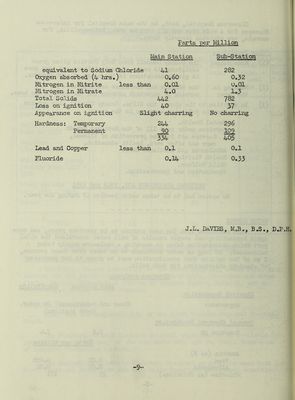 Parts per Million
Main Station Sub-Station
equivalent to Sodium Chloride 41 282
Oxygen absorbed (4 hrs.) 0.60 0.32
Nitrogen in Nitrite less than 0.01 0.01
Nitrogen in Nitrate 4.0 1.3
Total Solids 442 782
Loss on ignition 40 37
Appearance on ignition Slight charring No charring
Hardness: Temporary 244 296
Permanent 90 109
334 405
Lead and Copper less than 0.1 0.1
Fluoride 0.14 0.33
J.L. DAVIES, M.B., B.S., D.P.H.
-9-